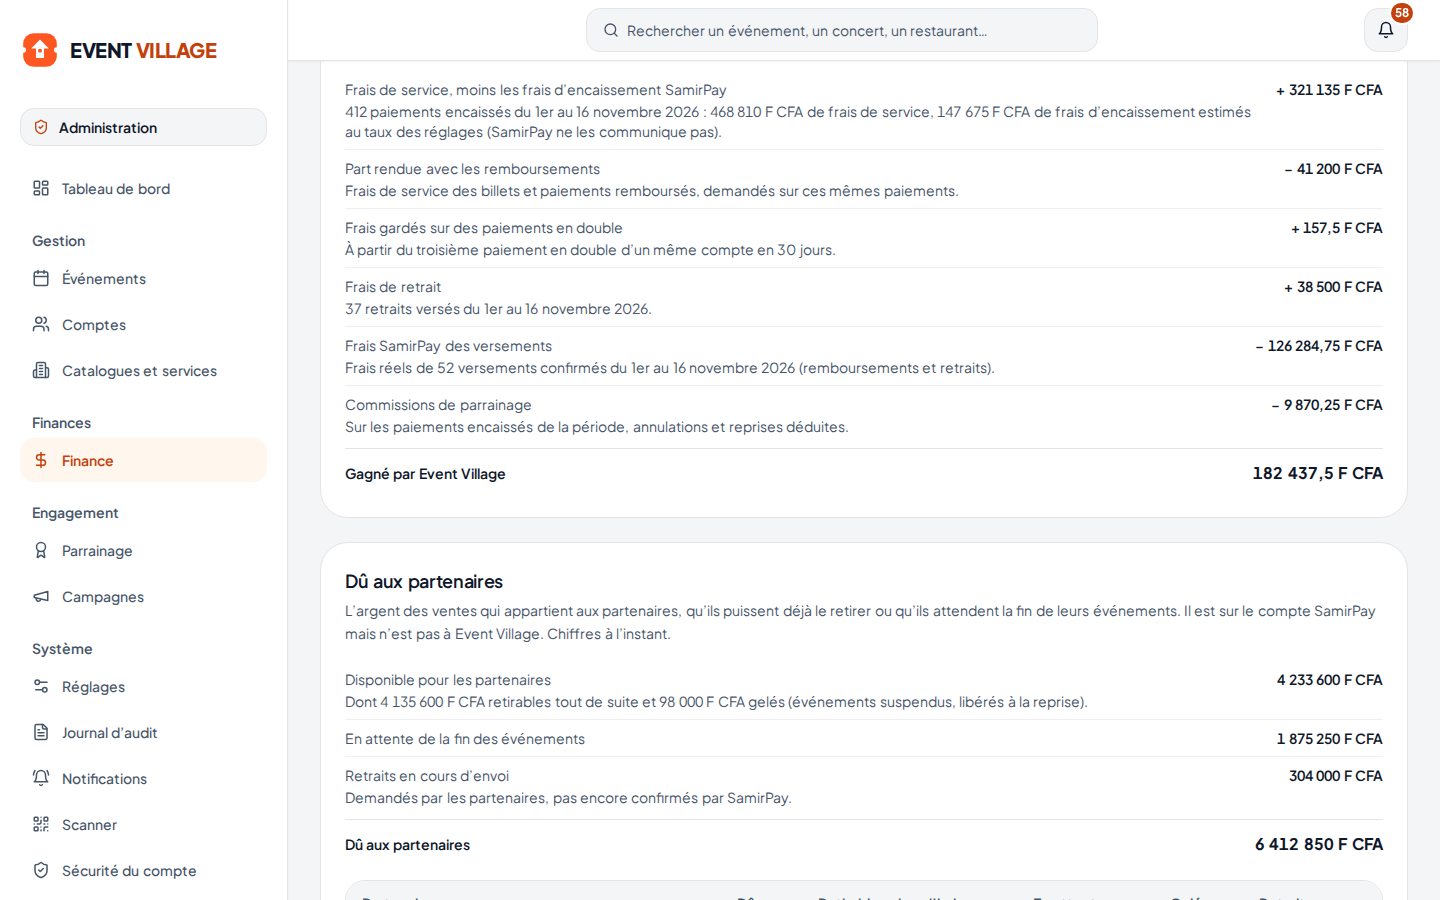 EVENT VILLAGE
Rechercher un événement, un concert, un restaurant...
58
Administration
Tableau de bord
Gestion
Événements
Comptes
Catalogues et services
Finances
Finance
Engagement
Parrainage
Campagnes
Système
Réglages
Journal d’audit
Notifications
Scanner
Sécurité du compte
Frais de service, moins les frais d’encaissement SamirPay + 321 135 F CFA
412 paiements encaissés du 1er au 16 novembre 2026 : 468 810 F CFA de frais de service, 147 675 F CFA de frais d’encaissement estimés
au taux des réglages (SamirPay ne les communique pas).
Part rendue avec les remboursements − 41 200 F CFA
Frais de service des billets et paiements remboursés, demandés sur ces mêmes paiements.
Frais gardés sur des paiements en double + 157,5 F CFA
À partir du troisième paiement en double d’un même compte en 30 jours.
Frais de retrait + 38 500 F CFA
37 retraits versés du 1er au 16 novembre 2026.
Frais SamirPay des versements − 126 284,75 F CFA
Frais réels de 52 versements confirmés du 1er au 16 novembre 2026 (remboursements et retraits).
Commissions de parrainage − 9 870,25 F CFA
Sur les paiements encaissés de la période, annulations et reprises déduites.
Gagné par Event Village 182 437,5 F CFA
Dû aux partenaires
L’argent des ventes qui appartient aux partenaires, qu’ils puissent déjà le retirer ou qu’ils attendent la fin de leurs événements. Il est sur le compte SamirPay
mais n’est pas à Event Village. Chiffres à l’instant.
Disponible pour les partenaires 4 233 600 F CFA
Dont 4 135 600 F CFA retirables tout de suite et 98 000 F CFA gelés (événements suspendus, libérés à la reprise).
En attente de la fin des événements 1 875 250 F CFA
Retraits en cours d’envoi 304 000 F CFA
Demandés par les partenaires, pas encore confirmés par SamirPay.
Dû aux partenaires 6 412 850 F CFA